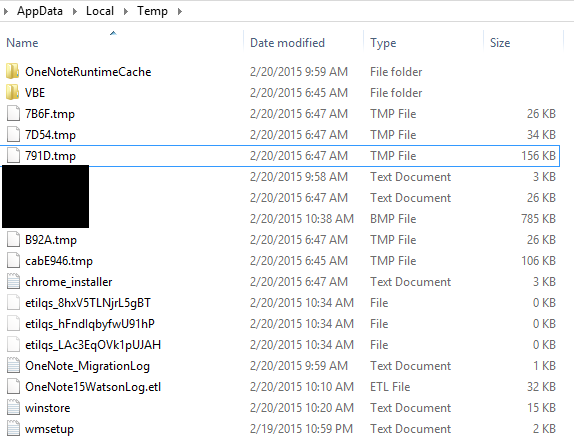 AppData Local Temp
Name Date modified Type Size
OneNoteRuntimeCache 2/20/2015 9:59 AM File folder
VBE 2/20/2015 6:45 AM File folder
7B6F.tmp 2/20/2015 6:47 AM TMP File 26 KB
7D54.tmp 2/20/2015 6:47 AM TMP File 34 KB
791D.tmp 2/20/2015 6:47 AM TMP File 156 KB
2/20/2015 9:58 AM Text Document 3 KB
2/20/2015 6:47 AM Text Document 26 KB
2/20/2015 10:38 AM BMP File 785 KB
B92A.tmp 2/20/2015 6:47 AM TMP File 26 KB
cabE946.tmp 2/20/2015 6:45 AM TMP File 106 KB
chrome_installer 2/20/2015 6:47 AM Text Document 3 KB
etilqs_8hxV5TLNjrL5gBT 2/20/2015 10:34 AM File 0 KB
etilqs_hFndIqbyfwU91hP 2/20/2015 10:34 AM File 0 KB
etilqs_LAc3EqOVk1pUJAH 2/20/2015 10:34 AM File 0 KB
OneNote_MigrationLog 2/20/2015 9:59 AM Text Document 1 KB
OneNote15WatsonLog.etl 2/20/2015 10:10 AM ETL File 32 KB
winstore 2/20/2015 10:20 AM Text Document 15 KB
wmsetup 2/19/2015 10:59 PM Text Document 2 KB